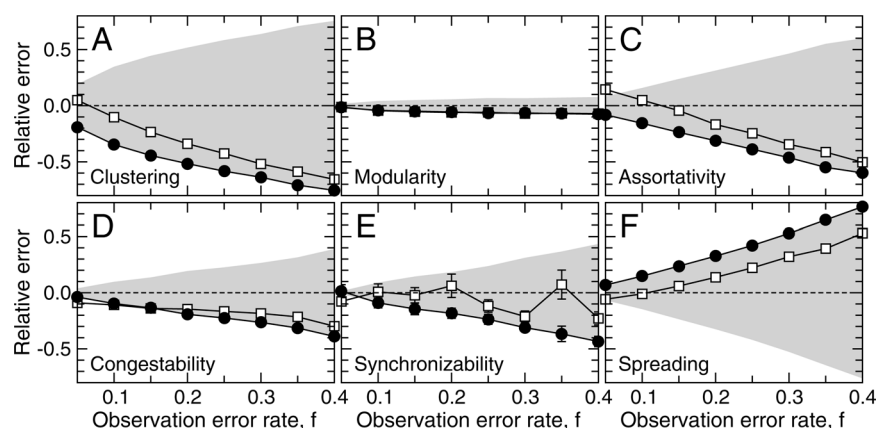 A
B
C
Relative error
0.5
0.0
-0.5
Clustering
Modularity
Assortativity
D
E
F
Relative error
0.5
0.0
-0.5
Congestability
Synchronizability
Spreading
0.1 0.2 0.3 0.4 0.1 0.2 0.3 0.4 0.1 0.2 0.3 0.4
Observation error rate, f
Observation error rate, f
Observation error rate, f